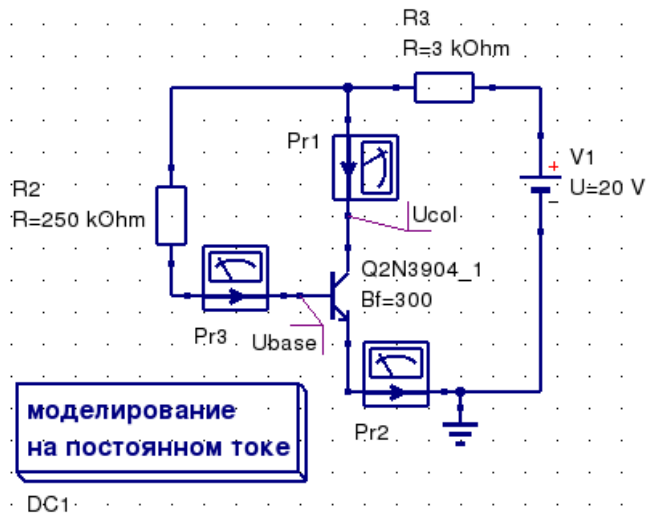 R3
R=3 kOhm
Pr1
V1
U=20 V
R2
R=250 kOhm
Ucol
Q2N3904_1
Bf=300
Pr3
Ubase
Pr2
моделирование
на постоянном токе
DC1